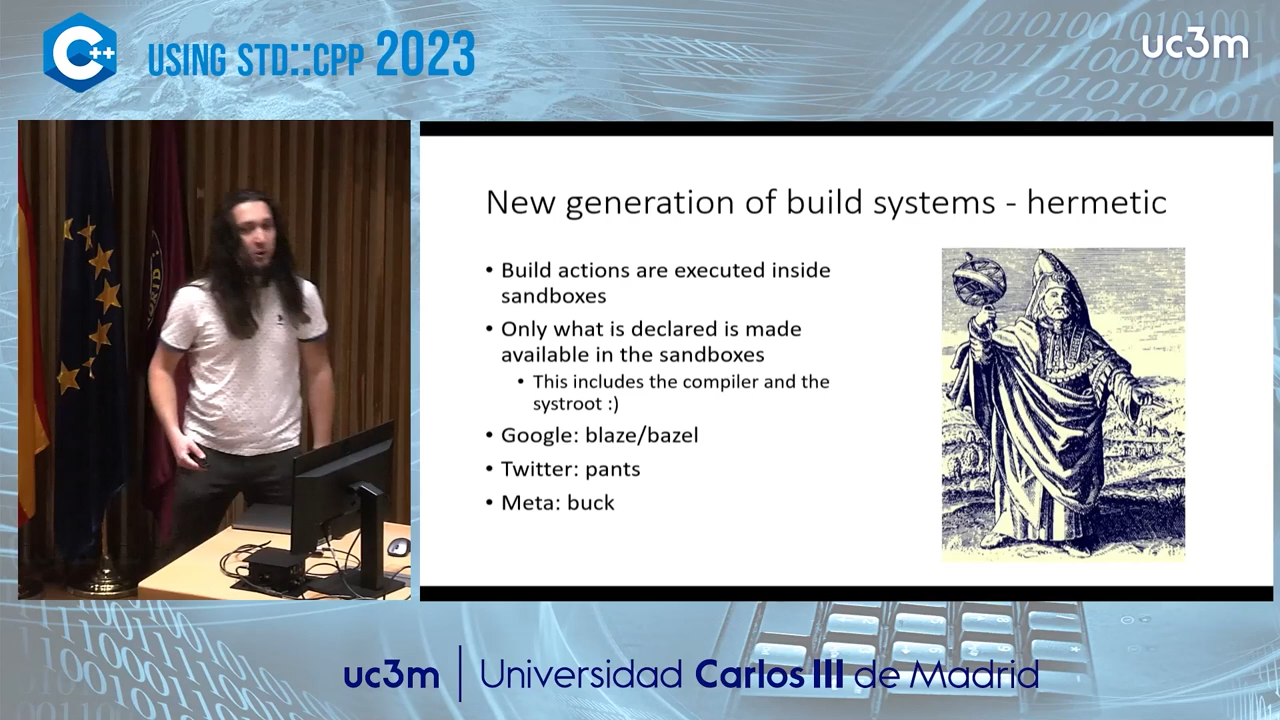 C++
USING STD::CPP 2023
uc3m
New generation of build systems - hermetic
• Build actions are executed inside
sandboxes
• Only what is declared is made
available in the sandboxes
• This includes the compiler and the
systroot :)
• Google: blaze/bazel
• Twitter: pants
• Meta: buck
uc3m | Universidad Carlos III de Madrid